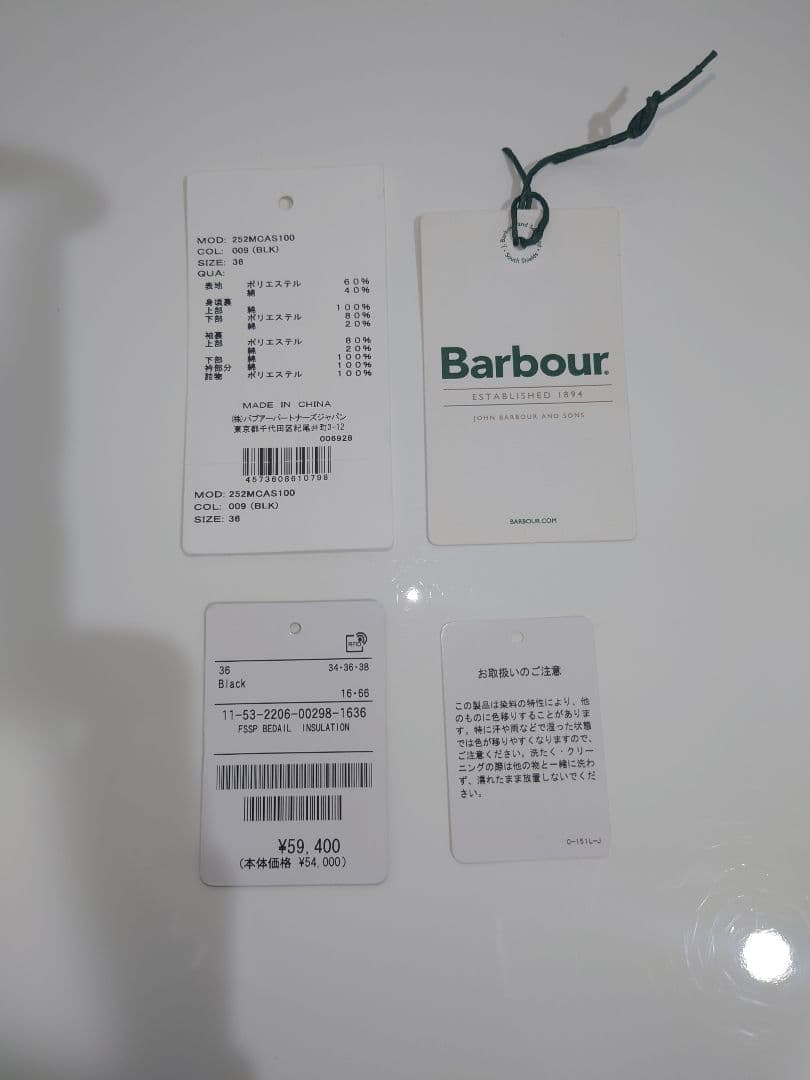 MOD: 252MCAS100
COL: 009 (BLK)
SIZE: 36
QUA:
表地 ポリエステル 60%
綿 40%
身頃裏
上部 綿 100%
下部 ポリエステル 80%
綿 20%
袖裏
上部 ポリエステル 80%
綿 20%
下部 綿 100%
衿部分 綿 100%
詰物 ポリエステル 100%
MADE IN CHINA
(株)バブアーパートナーズジャパン
東京都千代田区紀尾井町3-12
006928
4573608610798
MOD: 252MCAS100
COL: 009 (BLK)
SIZE: 36
South Shields
Barbour.
ESTABLISHED 1894
JOHN BARBOUR AND SONS
BARBOUR.COM
RFID
36 34・36・38
Black
16・66
11-53-2206-00298-1636
FSSP BEDAIL INSULATION
¥59,400
(本体価格 ¥54,000)
お取扱いのご注意
この製品は染料の特性により、他
のものに色移りすることがありま
す。特に汗や雨などで湿った状態
では色が移りやすくなりますので、
ご注意ください。洗たく・クリー
ニングの際は他の物と一緒に洗わ
ず、濡れたまま放置しないでくだ
さい。
0-151L-J